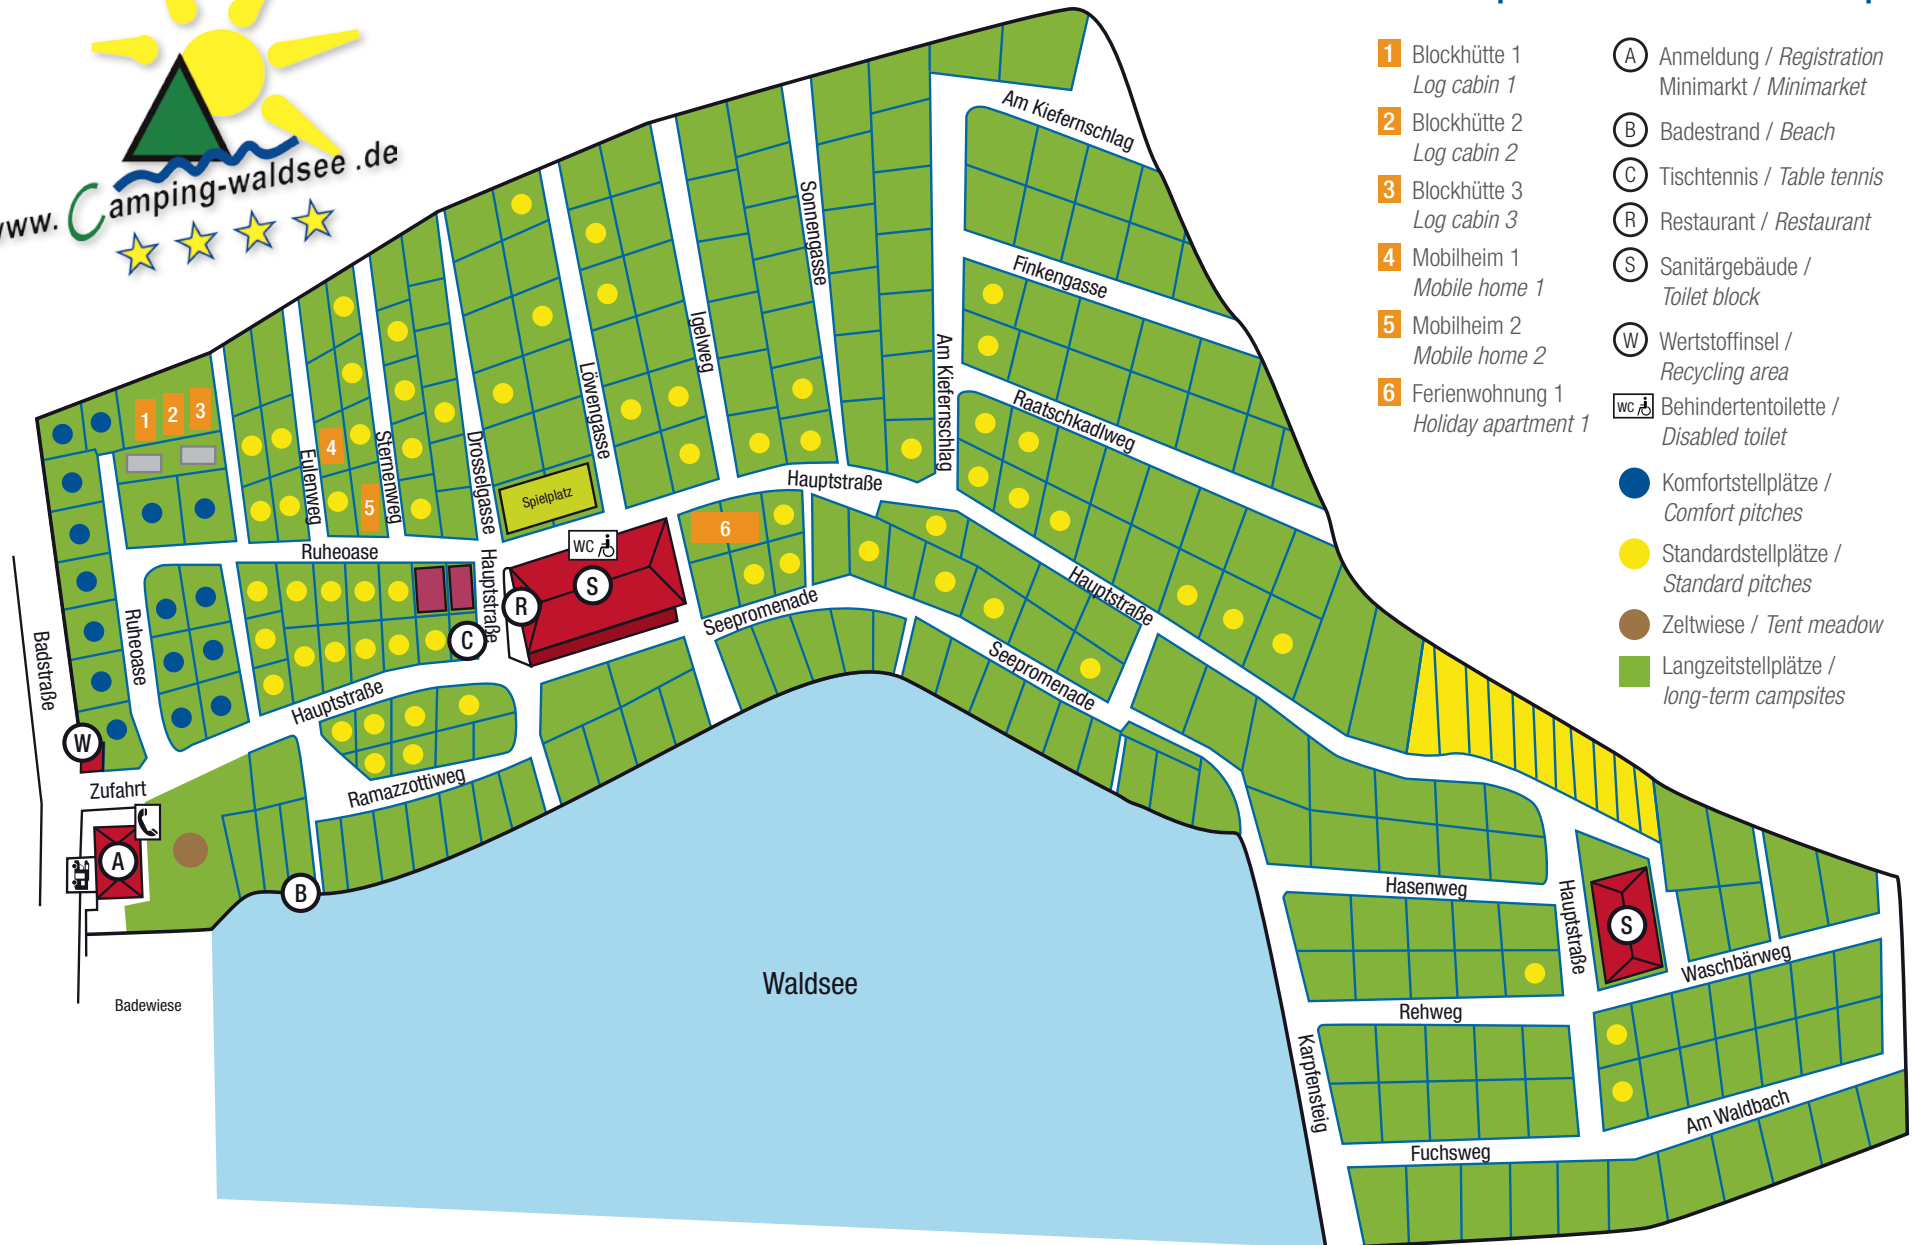 www.Camping-waldsee.de
1 Blockhütte 1
Log cabin 1
2 Blockhütte 2
Log cabin 2
3 Blockhütte 3
Log cabin 3
4 Mobilheim 1
Mobile home 1
5 Mobilheim 2
Mobile home 2
6 Ferienwohnung 1
Holiday apartment 1
A Anmeldung / Registration
Minimarkt / Minimarket
B Badestrand / Beach
C Tischtennis / Table tennis
R Restaurant / Restaurant
S Sanitärgebäude /
Toilet block
W Wertstoffinsel /
Recycling area
WC Behindertentoilette /
Disabled toilet
Komfortstellplätze /
Comfort pitches
Standardstellplätze /
Standard pitches
Zeltwiese / Tent meadow
Langzeitstellplätze /
long-term campsites
Am Kiefernschlag
Sonnengasse
Finkengasse
Igelweg
Am Kiefernschlag
Löwengasse
Raatschkadlweg
1
2
3
4
5
Eulenweg
Sternenweg
Drosselgasse
Spielplatz
Hauptstraße
6
WC
Ruheoase
Hauptstraße
S
R
C
Seepromenade
Hauptstraße
Ruheoase
Badstraße
Seepromenade
Hauptstraße
W
Zufahrt
Ramazzottiweg
A
B
Hasenweg
Hauptstraße
S
Waschbärweg
Waldsee
Badewiese
Rehweg
Karpfensteig
Am Waldbach
Fuchsweg